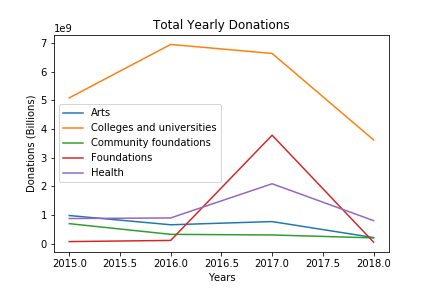 Total Yearly Donations
1e9
7
6
5
4
3
2
1
0
Donations (Billions)
Arts
Colleges and universities
Community foundations
Foundations
Health
2015.0 2015.5 2016.0 2016.5 2017.0 2017.5 2018.0
Years